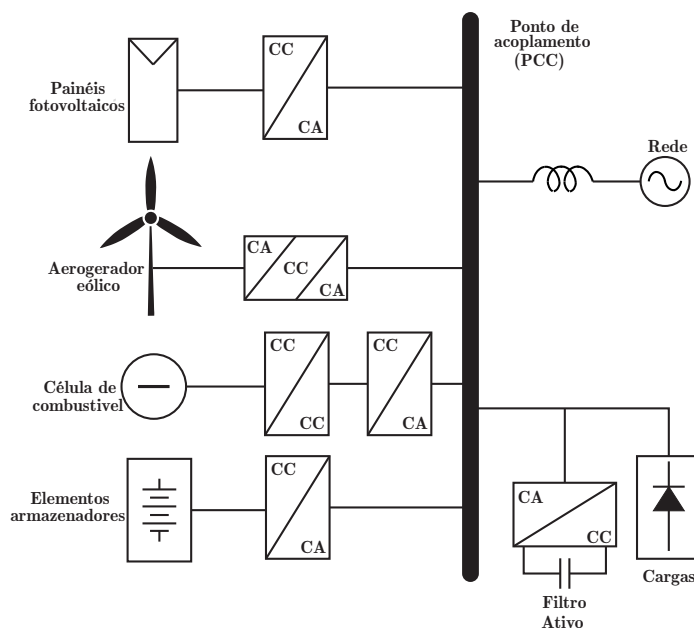 Painéis
fotovoltaicos
CC
CA
Ponto de
acoplamento
(PCC)
Rede
Aerogerador
eólico
CA
CC
CA
Célula de
combustivel
CC
CC
CC
CA
Elementos
armazenadores
CC
CA
CA
CC
Filtro
Ativo
Cargas